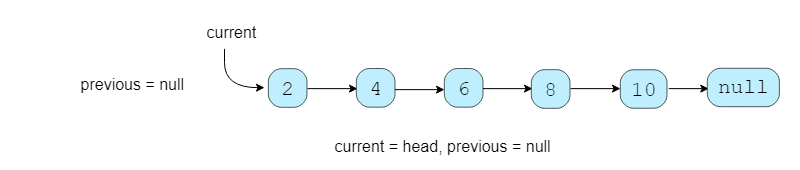 current
previous = null
2 4 6 8 10 null
current = head, previous = null